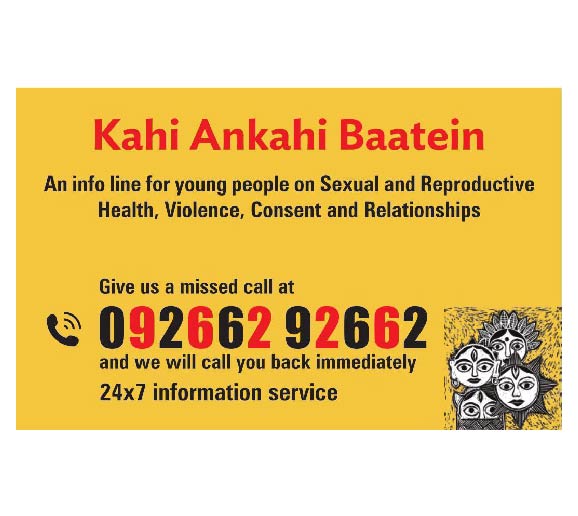 Kahi Ankahi Baatein
An info line for young people on Sexual and Reproductive
Health, Violence, Consent and Relationships
Give us a missed call at
092662 92662
and we will call you back immediately
24x7 information service